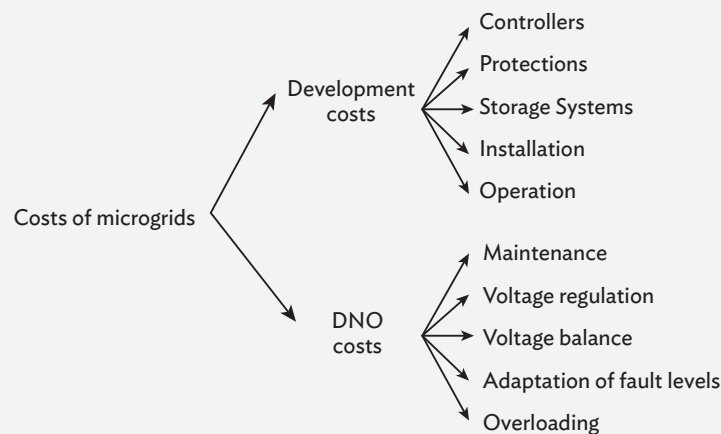 Costs of microgrids
Development
costs
Controllers
Protections
Storage Systems
Installation
Operation
DNO
costs
Maintenance
Voltage regulation
Voltage balance
Adaptation of fault levels
Overloading